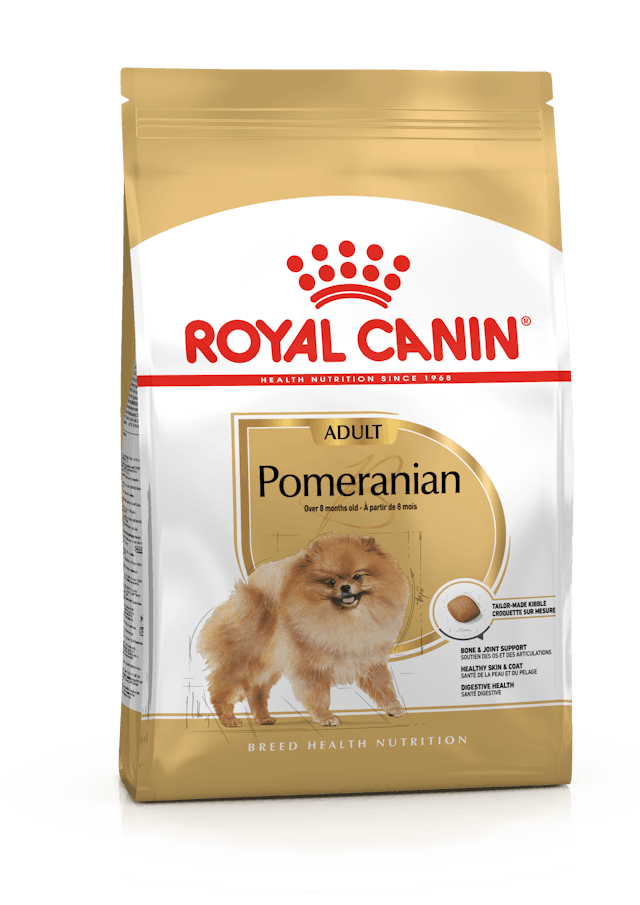 ROYAL CANIN®
HEALTH NUTRITION SINCE 1968
ADULT
Pomeranian
Over 8 months old - À partir de 8 mois
TAILOR-MADE KIBBLE
CROQUETTE SUR MESURE
BONE & JOINT SUPPORT
SOUTIEN DES OS ET DES ARTICULATIONS
HEALTHY SKIN & COAT
SANTÉ DE LA PEAU ET DU PELAGE
DIGESTIVE HEALTH
SANTÉ DIGESTIVE
BREED HEALTH NUTRITION